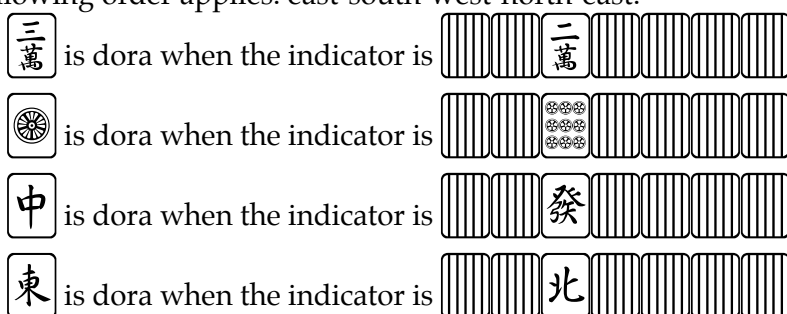 order applies: east-south-west-north-east.
三萬 is dora when the indicator is 二萬
is dora when the indicator is
中 is dora when the indicator is 發
東 is dora when the indicator is 北